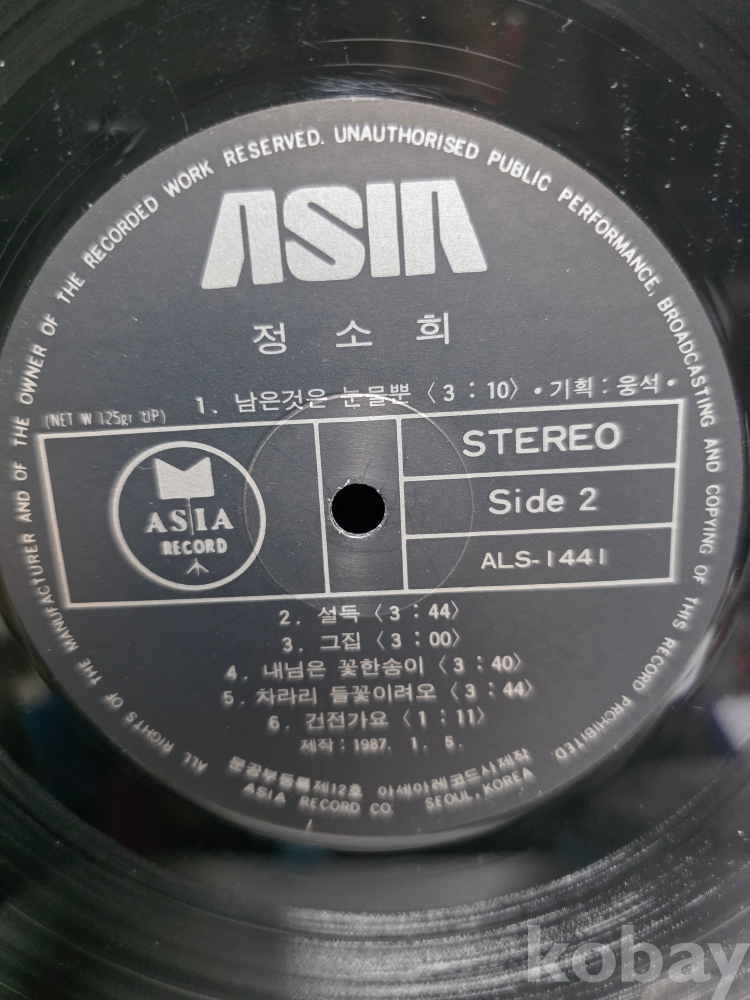 ALL RIGHTS OF THE MANUFACTURER AND OF THE OWNER OF THE RECORDED WORK RESERVED. UNAUTHORISED PUBLIC PERFORMANCE, BROADCASTING AND COPYING OF THIS RECORD PROHIBITED
ASIA
정소희
1. 남은것은 눈물뿐 〈3:10〉 •기획:웅석•
(NET W 125gr UP)
ASIA
RECORD
STEREO
Side 2
ALS-1441
2. 설득 〈3:44〉
3. 그집 〈3:00〉
4. 내님은 꽃한송이 〈3:40〉
5. 차라리 들꽃이려오 〈3:44〉
6. 건전가요 〈1:11〉
제작:1987. 1. 5.
문공부등록제12호 아세아레코드사제작
ASIA RECORD CO. SEOUL, KOREA
kobay